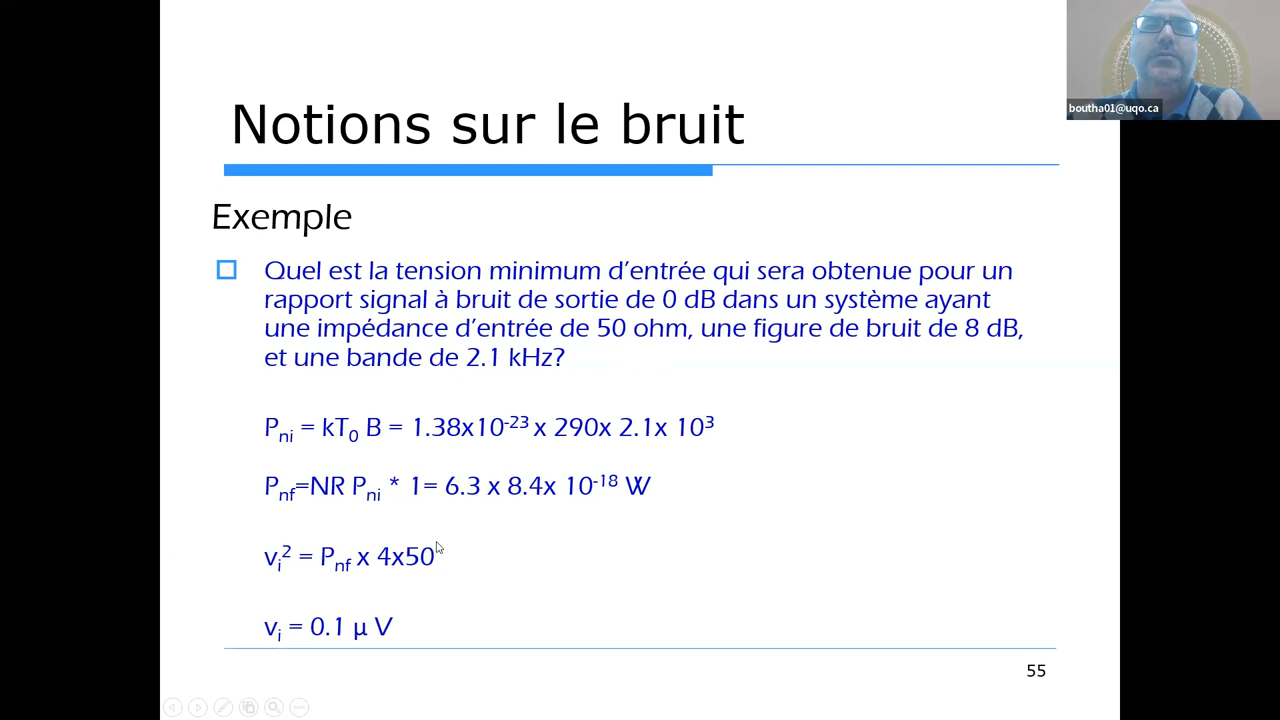 boutha01@uqo.ca
Notions sur le bruit
Exemple
Quel est la tension minimum d'entrée qui sera obtenue pour un
rapport signal à bruit de sortie de 0 dB dans un système ayant
une impédance d'entrée de 50 ohm, une figure de bruit de 8 dB,
et une bande de 2.1 kHz?
Pₙᵢ = kT₀ B = 1.38x10⁻²³ x 290x 2.1x 10³
Pnf=NR Pₙᵢ * 1= 6.3 x 8.4x 10⁻¹⁸ W
vᵢ² = Pnf x 4x50
vᵢ = 0.1 µ V
55